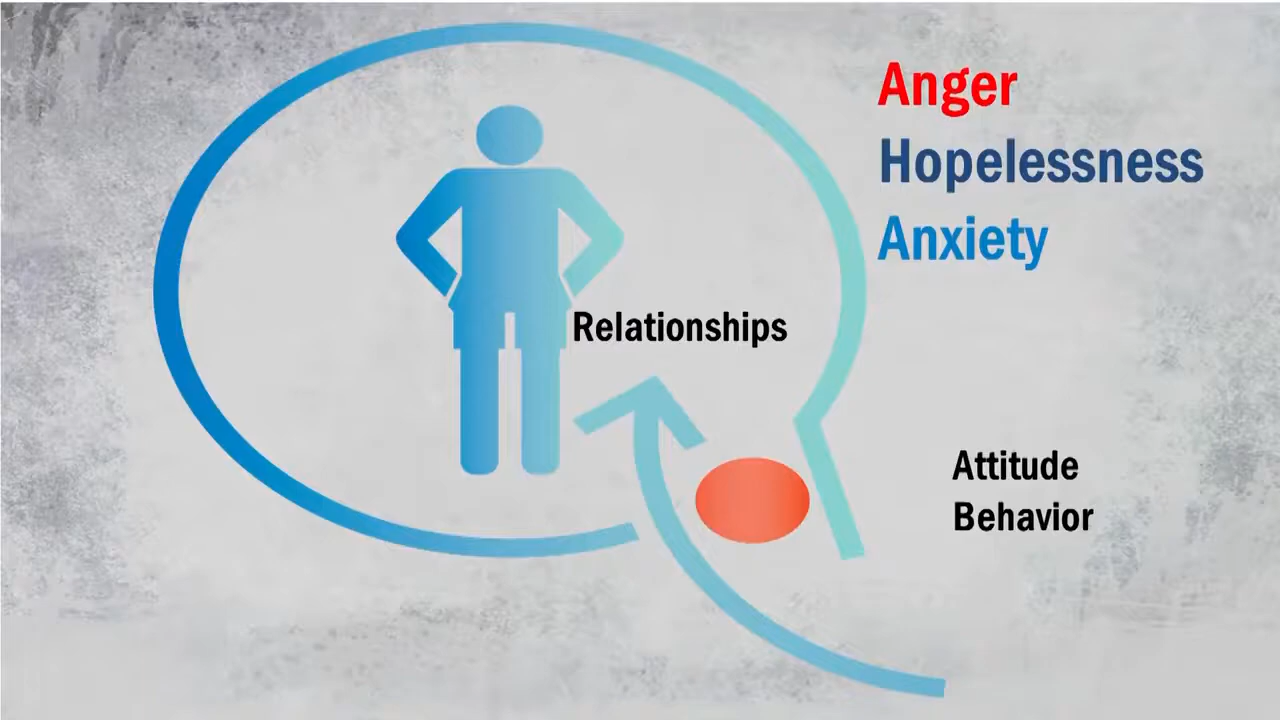 Anger
Hopelessness
Anxiety
Relationships
Attitude
Behavior